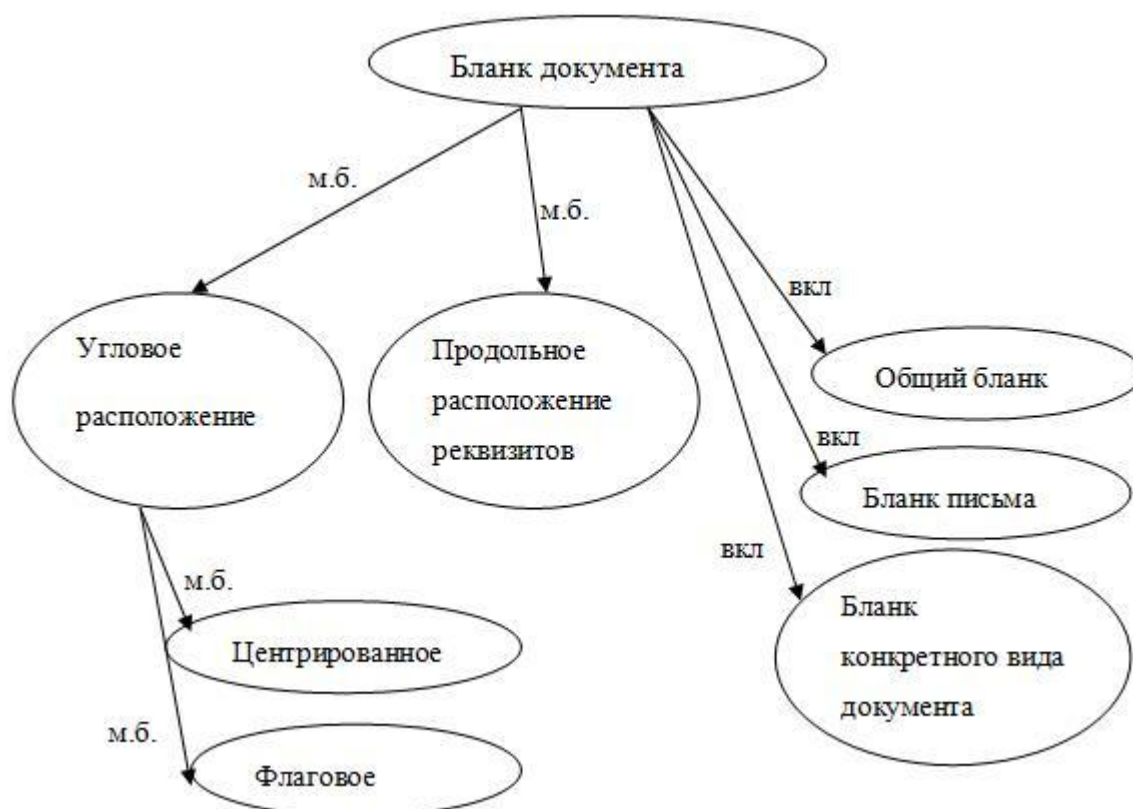 Бланк документа
м.б.
м.б.
вкл
Угловое
расположение
Продольное
расположение
реквизитов
Общий бланк
вкл
Бланк письма
вкл
м.б.
Центрированное
Бланк
конкретного вида
документа
м.б.
Флаговое